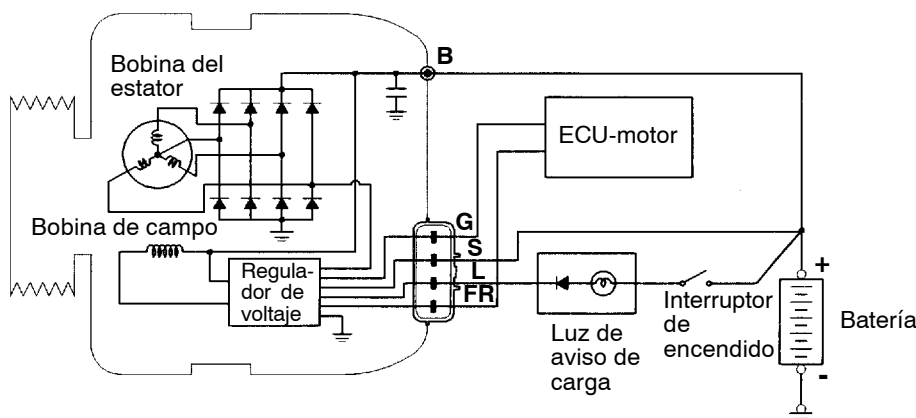 B
Bobina del
estator
ECU-motor
Bobina de campo
G
S
L
FR
Regula-
dor de
voltaje
Luz de
aviso de
carga
Interruptor
de
encendido
+
Batería
-